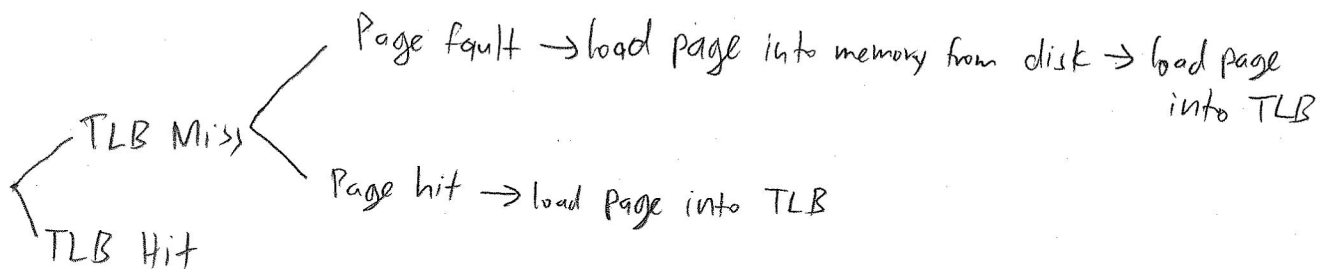 Page fault → load page into memory from disk → load page
into TLB
TLB Miss
Page hit → load page into TLB
TLB Hit